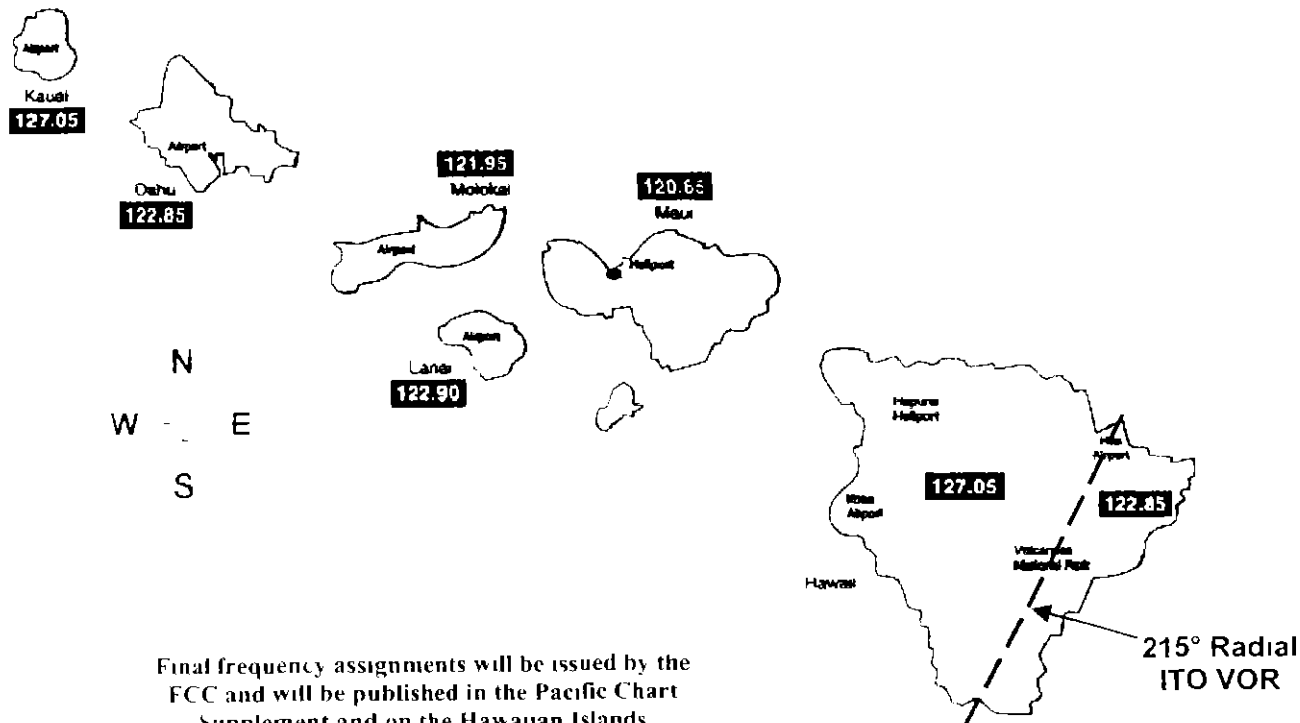 Airport
Kauai
127.05
Airport
Oahu
122.85
121.95
Molokai
Airport
120.65
Maui
Heliport
Airport
Lanai
122.90
N
W E
S
Hapuna
Heliport
Hilo
Airport
127.05
122.85
Kona
Airport
Volcanoes
National Park
Hawaii
215° Radial
ITO VOR
Final frequency assignments will be issued by the
FCC and will be published in the Pacific Chart
Supplement and on the Hawaiian Islands